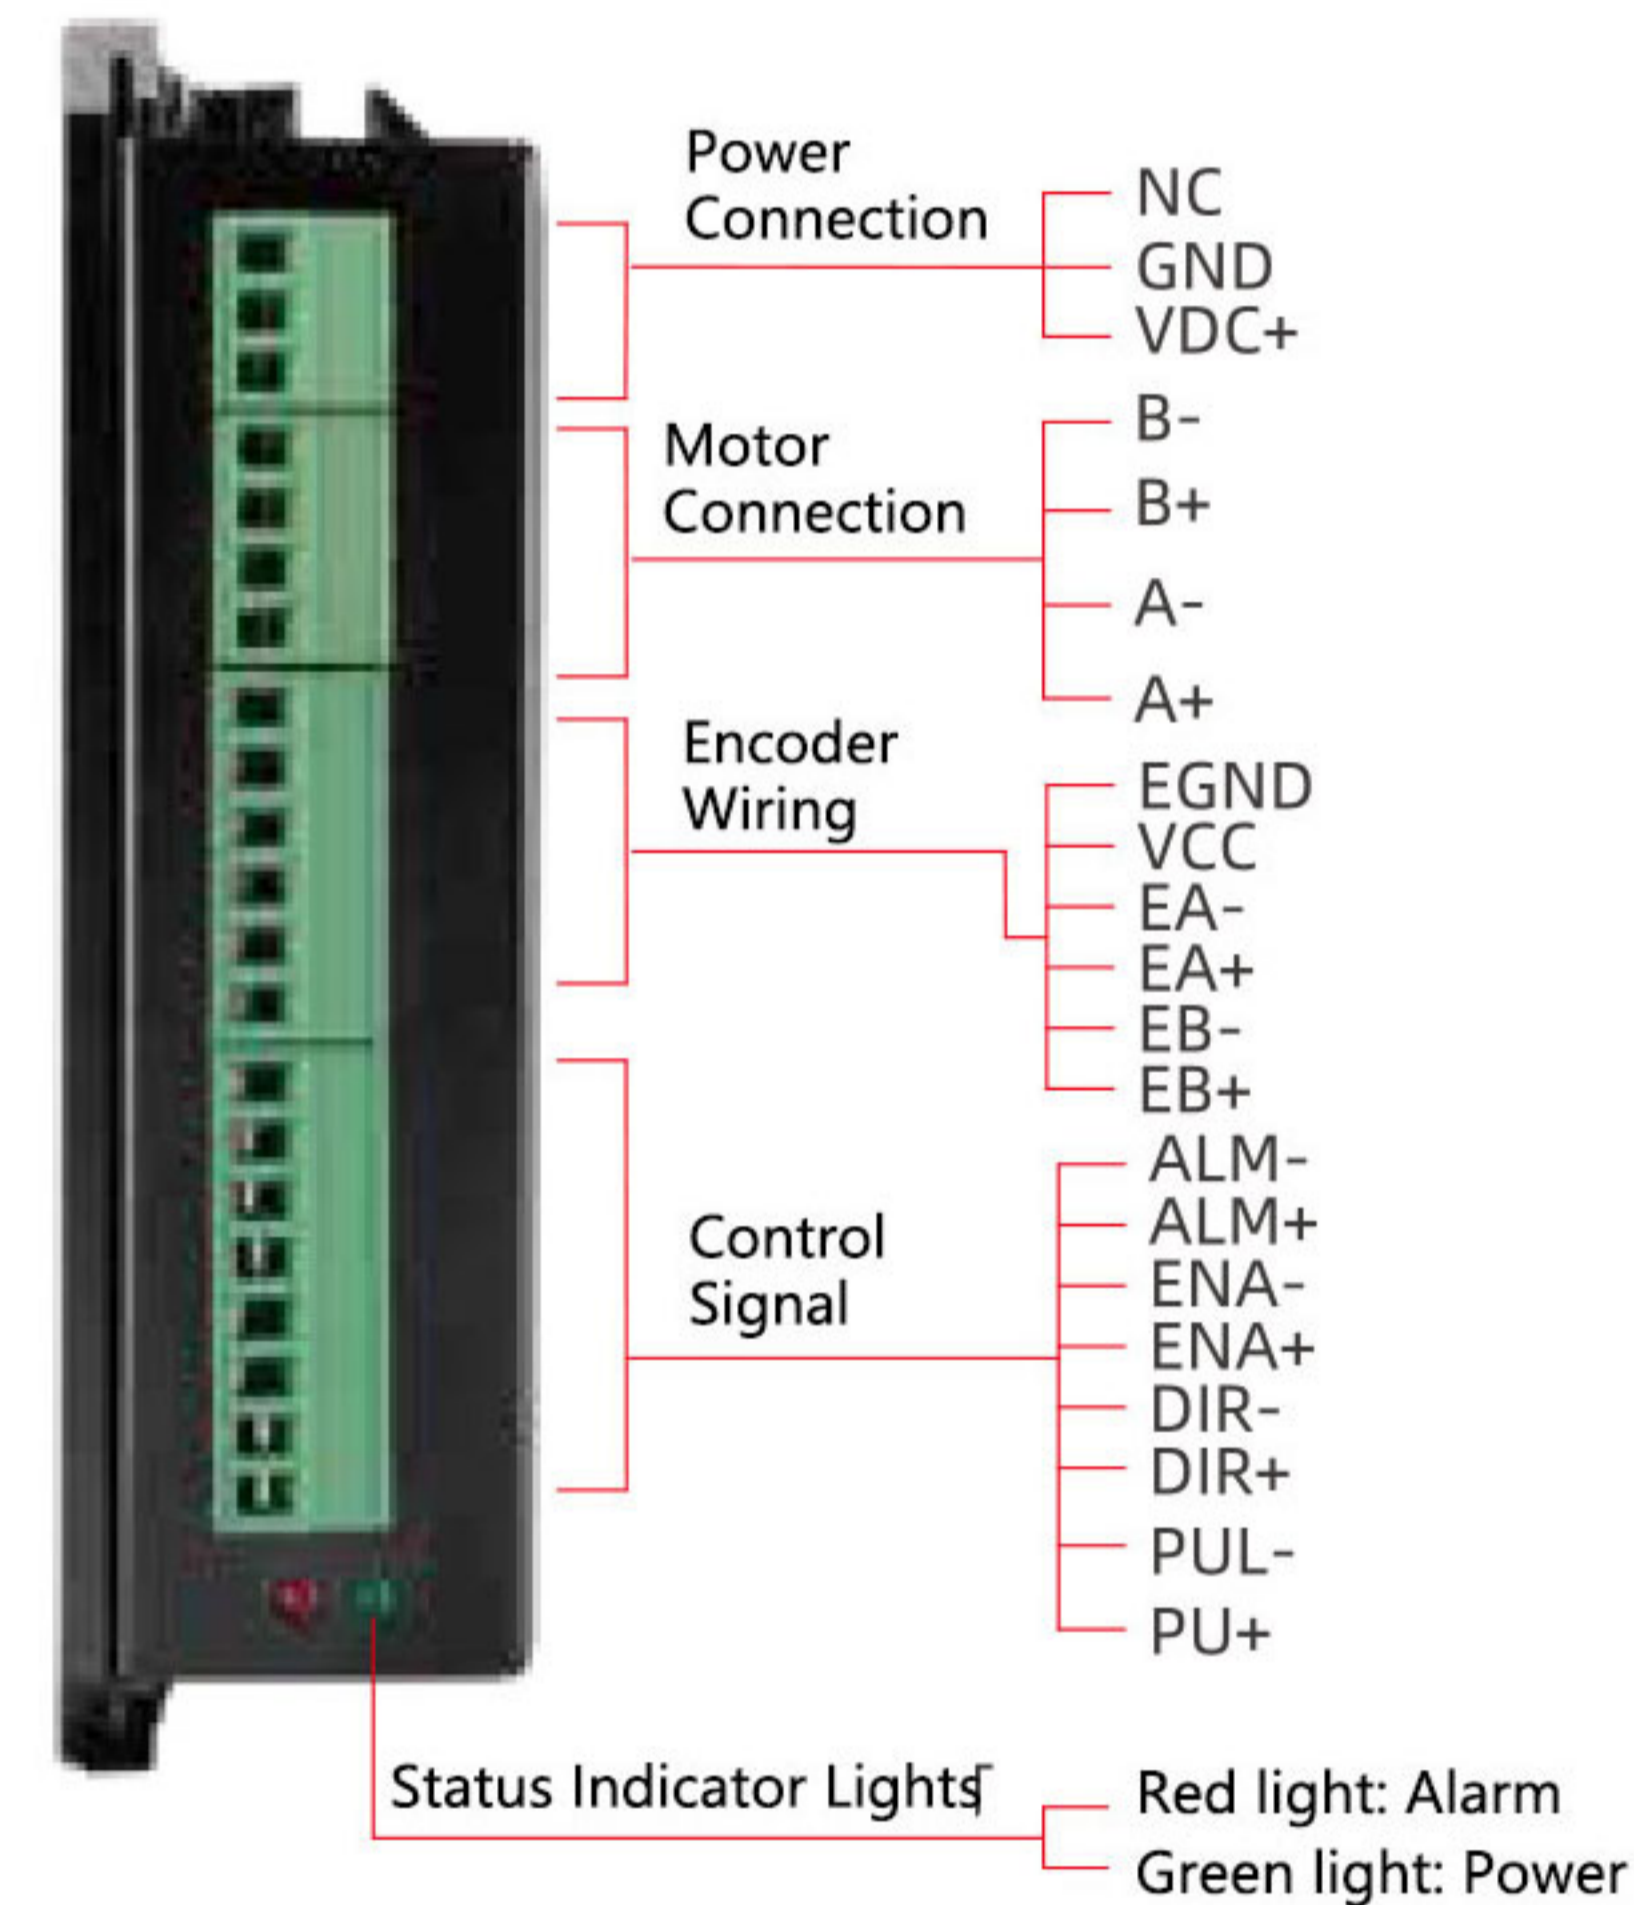 Power
Connection
NC
GND
VDC+
Motor
Connection
B-
B+
A-
A+
Encoder
Wiring
EGND
VCC
EA-
EA+
EB-
EB+
Control
Signal
ALM-
ALM+
ENA-
ENA+
DIR-
DIR+
PUL-
PU+
Status Indicator Lights
Red light: Alarm
Green light: Power